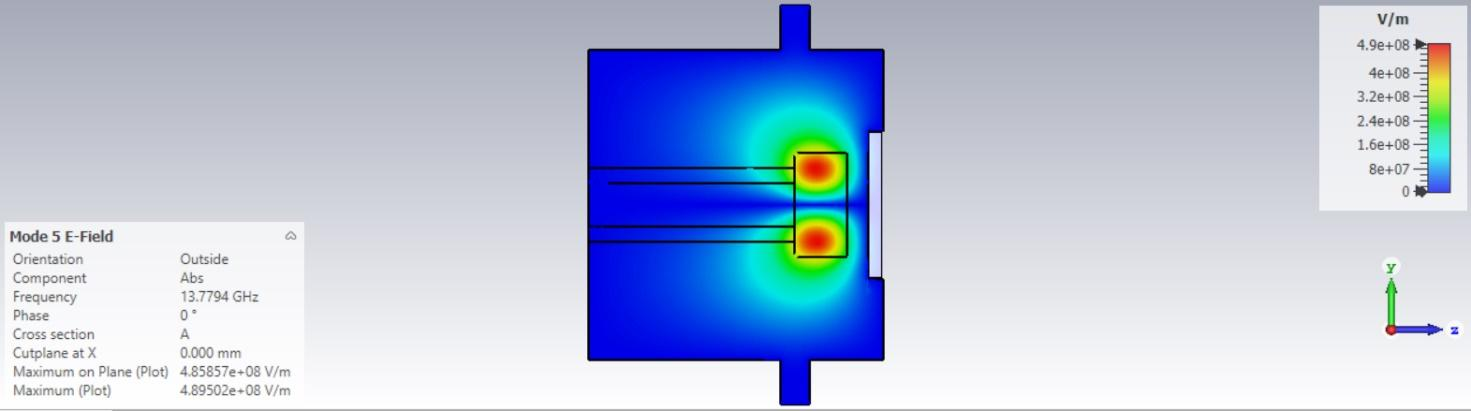 V/m
4.9e+08
4e+08
3.2e+08
2.4e+08
1.6e+08
8e+07
0
Mode 5 E-Field
Orientation Outside
Component Abs
Frequency 13.7794 GHz
Phase 0 °
Cross section A
Cutplane at X 0.000 mm
Maximum on Plane (Plot) 4.85857e+08 V/m
Maximum (Plot) 4.89502e+08 V/m
y
z